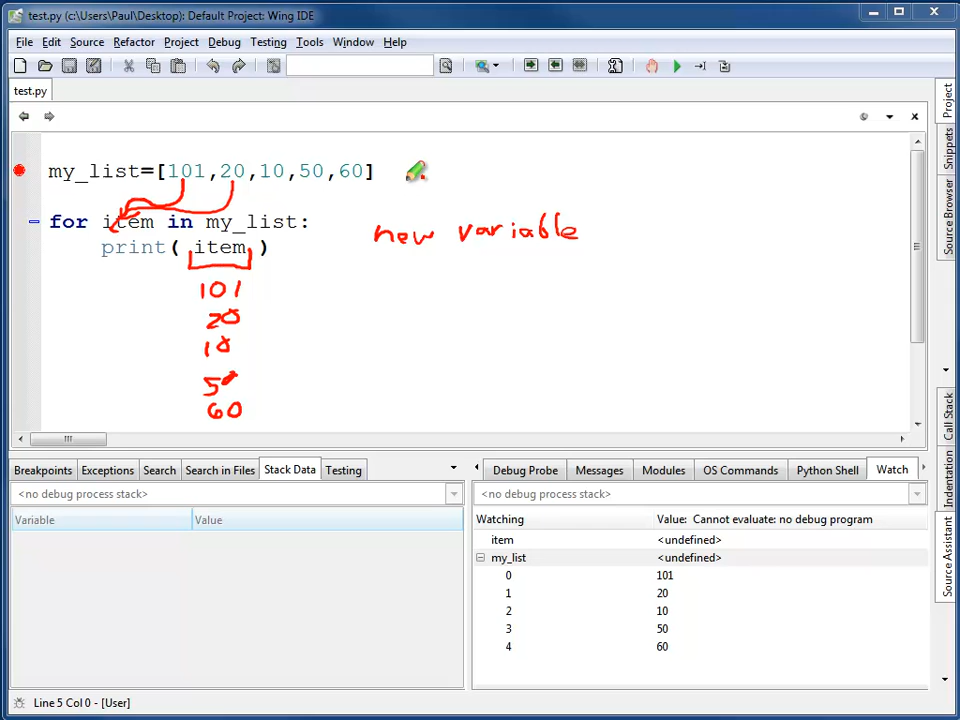 test.py (c:\Users\Paul\Desktop): Default Project: Wing IDE
File Edit Source Refactor Project Debug Testing Tools Window Help
test.py
my_list=[101,20,10,50,60]
for item in my_list:
new variable
print( item )
101
20
10
50
60
Project
Snippets
Source Browser
Call Stack
Indentation
Source Assistant
Breakpoints Exceptions Search Search in Files Stack Data Testing
<no debug process stack>
Variable Value
Debug Probe Messages Modules OS Commands Python Shell Watch
<no debug process stack>
Watching Value: Cannot evaluate: no debug program
item <undefined>
my_list <undefined>
0 101
1 20
2 10
3 50
4 60
Line 5 Col 0 - [User]